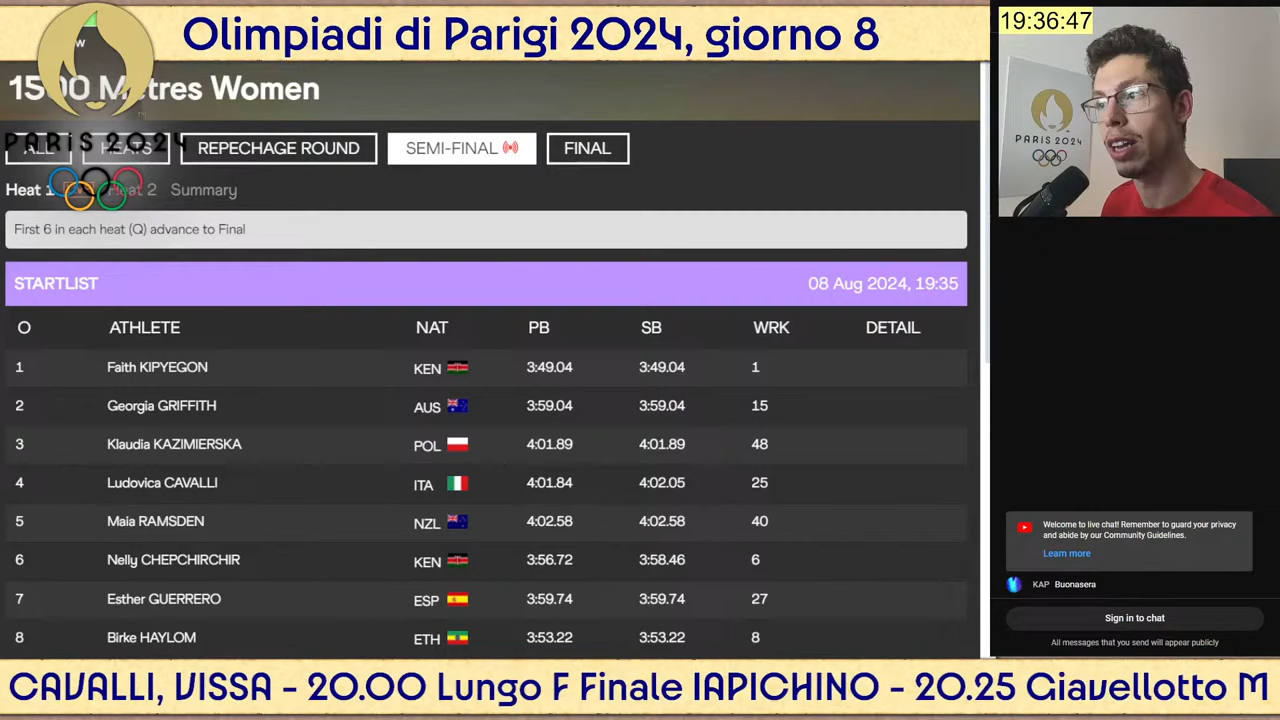 Olimpiadi di Parigi 2024, giorno 8
19:36:47
1500 Metres Women
PARIS 2024
PARIS 2024
ALL HEATS REPECHAGE ROUND SEMI-FINAL FINAL
Heat 1 Heat 2 Summary
First 6 in each heat (Q) advance to Final
STARTLIST 08 Aug 2024, 19:35
O ATHLETE NAT PB SB WRK DETAIL
1 Faith KIPYEGON KEN 3:49.04 3:49.04 1
2 Georgia GRIFFITH AUS 3:59.04 3:59.04 15
3 Klaudia KAZIMIERSKA POL 4:01.89 4:01.89 48
4 Ludovica CAVALLI ITA 4:01.84 4:02.05 25
5 Maia RAMSDEN NZL 4:02.58 4:02.58 40
6 Nelly CHEPCHIRCHIR KEN 3:56.72 3:58.46 6
7 Esther GUERRERO ESP 3:59.74 3:59.74 27
8 Birke HAYLOM ETH 3:53.22 3:53.22 8
Welcome to live chat! Remember to guard your privacy
and abide by our Community Guidelines.
Learn more
KAP Buonasera
Sign in to chat
All messages that you send will appear publicly
CAVALLI, VISSA - 20.00 Lungo F Finale IAPICHINO - 20.25 Giavellotto M